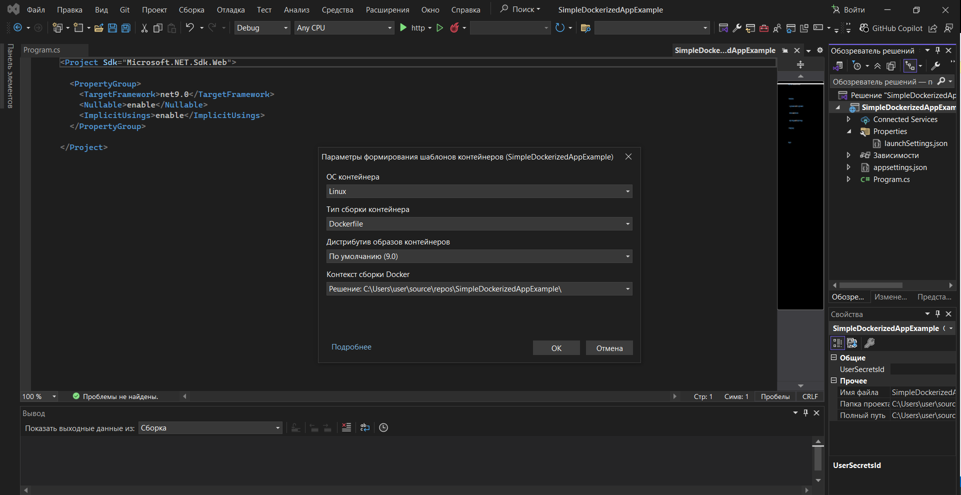 Файл Правка Вид Git Проект Сборка Отладка Тест Анализ Средства Расширения Окно Справка Поиск SimpleDockerizedAppExample Войти
Debug Any CPU http GitHub Copilot
Панель элементов
Program.cs SimpleDocke...dAppExample
<Project Sdk="Microsoft.NET.Sdk.Web">
<PropertyGroup>
<TargetFramework>net9.0</TargetFramework>
<Nullable>enable</Nullable>
<ImplicitUsings>enable</ImplicitUsings>
</PropertyGroup>
</Project>
Параметры формирования шаблонов контейнеров (SimpleDockerizedAppExample)
ОС контейнера
Linux
Тип сборки контейнера
Dockerfile
Дистрибутив образов контейнеров
По умолчанию (9.0)
Контекст сборки Docker
Решение: C:\Users\user\source\repos\SimpleDockerizedAppExample\
Подробнее OK Отмена
100 % Проблемы не найдены. Стр: 1 Симв: 1 Пробелы CRLF
Вывод
Показать выходные данные из: Сборка
Обозреватель решений
Обозреватель решений — п
Решение "SimpleDockerizedAp
SimpleDockerizedAppExam
Connected Services
Properties
launchSettings.json
Зависимости
appsettings.json
C# Program.cs
Обозре... Измене... Предста...
Свойства
SimpleDockerizedAppExample (
Общие
UserSecretsId
Прочее
Имя файла SimpleDockerizedA
Папка проекта C:\Users\user\sourc
Полный путь C:\Users\user\sourc
UserSecretsId